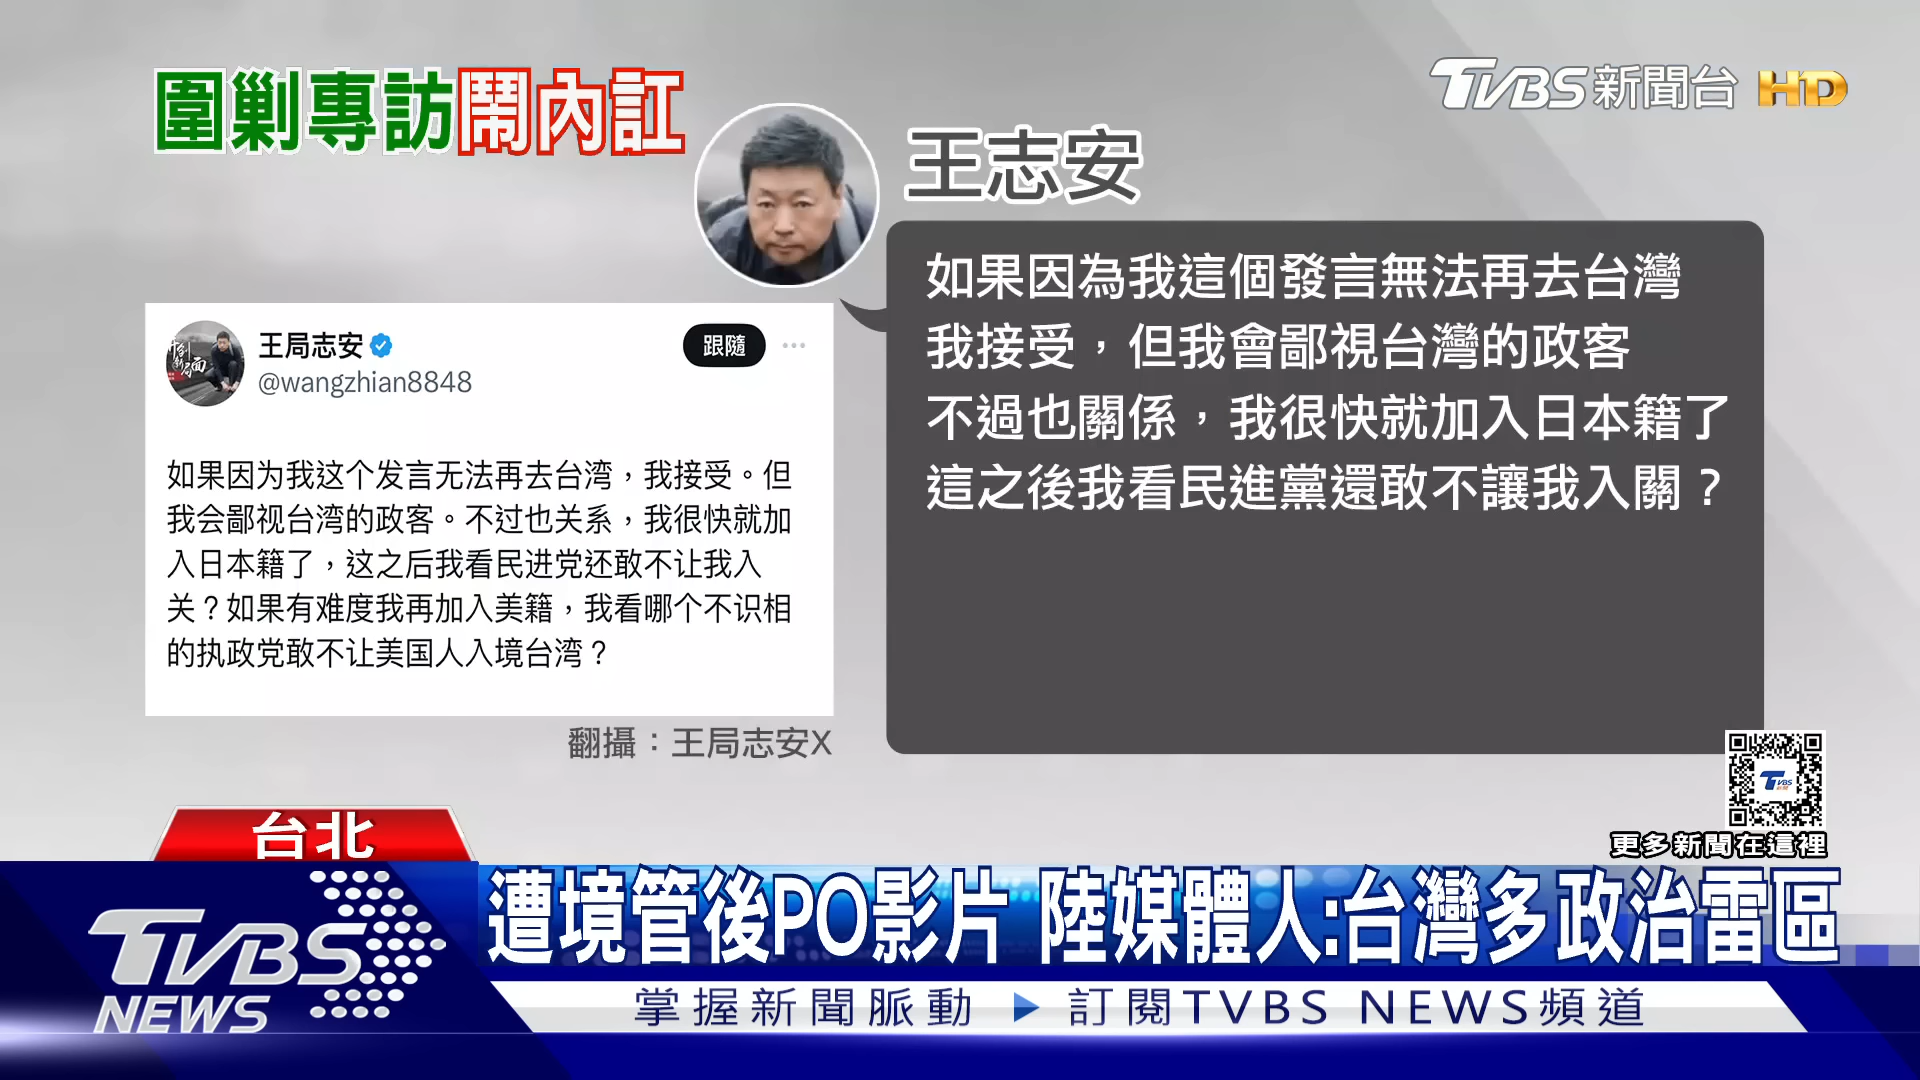 圍剿專訪鬧內訌
TVBS新聞台 HD
王志安
如果因為我這個發言無法再去台灣
我接受，但我會鄙視台灣的政客
不過也關係，我很快就加入日本籍了
這之後我看民進黨還敢不讓我入關？
王局志安
跟隨
@wangzhian8848
如果因为我这个发言无法再去台湾，我接受。但
我会鄙视台湾的政客。不过也关系，我很快就加
入日本籍了，这之后我看民进党还敢不让我入
关？如果有难度我再加入美籍，我看哪个不识相
的执政党敢不让美国人入境台湾？
翻攝：王局志安X
TVBS
更多新聞在這裡
台北
遭境管後PO影片 陸媒體人:台灣多政治雷區
TVBS
NEWS
掌握新聞脈動 ▶ 訂閱TVBS NEWS頻道